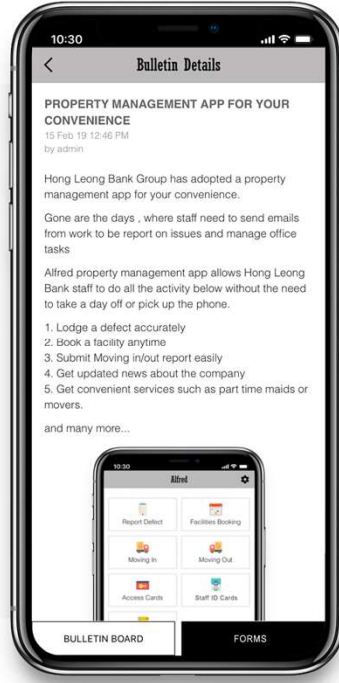 10:30
Bulletin Details
PROPERTY MANAGEMENT APP FOR YOUR
CONVENIENCE
15 Feb 19 12:46 PM
by admin
Hong Leong Bank Group has adopted a property
management app for your convenience.
Gone are the days , where staff need to send emails
from work to be report on issues and manage office
tasks
Alfred property management app allows Hong Leong
Bank staff to do all the activity below without the need
to take a day off or pick up the phone.
1. Lodge a defect accurately
2. Book a facility anytime
3. Submit Moving in/out report easily
4. Get updated news about the company
5. Get convenient services such as part time maids or
movers.
and many more...
10:30
Alfred
Report Defect
Facilities Booking
Moving In
Moving Out
Access Cards
Staff ID Cards
BULLETIN BOARD
FORMS